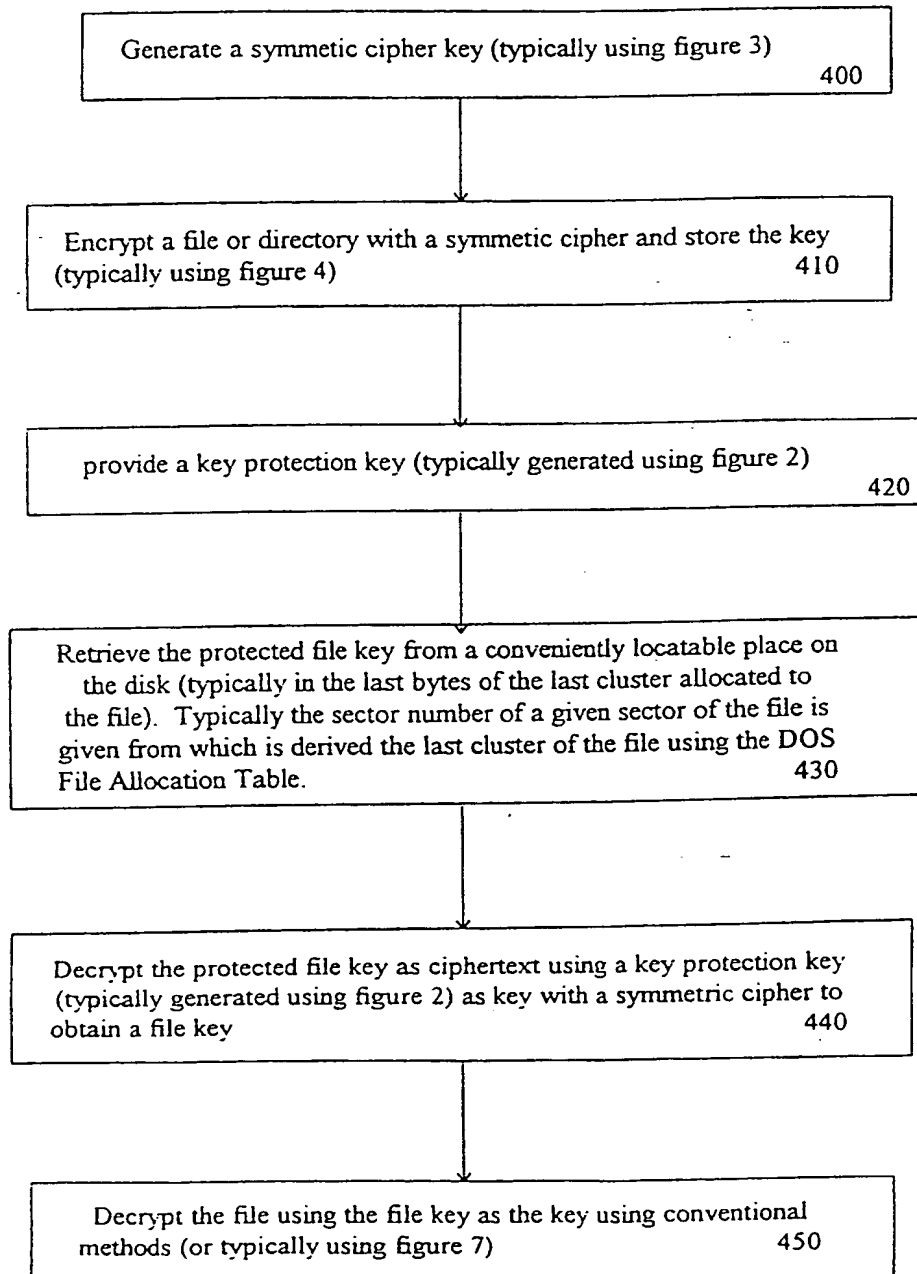 Generate a symmetic cipher key (typically using figure 3)
400
Encrypt a file or directory with a symmetic cipher and store the key
(typically using figure 4) 410
provide a key protection key (typically generated using figure 2)
420
Retrieve the protected file key from a conveniently locatable place on
the disk (typically in the last bytes of the last cluster allocated to
the file). Typically the sector number of a given sector of the file is
given from which is derived the last cluster of the file using the DOS
File Allocation Table. 430
Decrypt the protected file key as ciphertext using a key protection key
(typically generated using figure 2) as key with a symmetric cipher to
obtain a file key 440
Decrypt the file using the file key as the key using conventional
methods (or typically using figure 7) 450